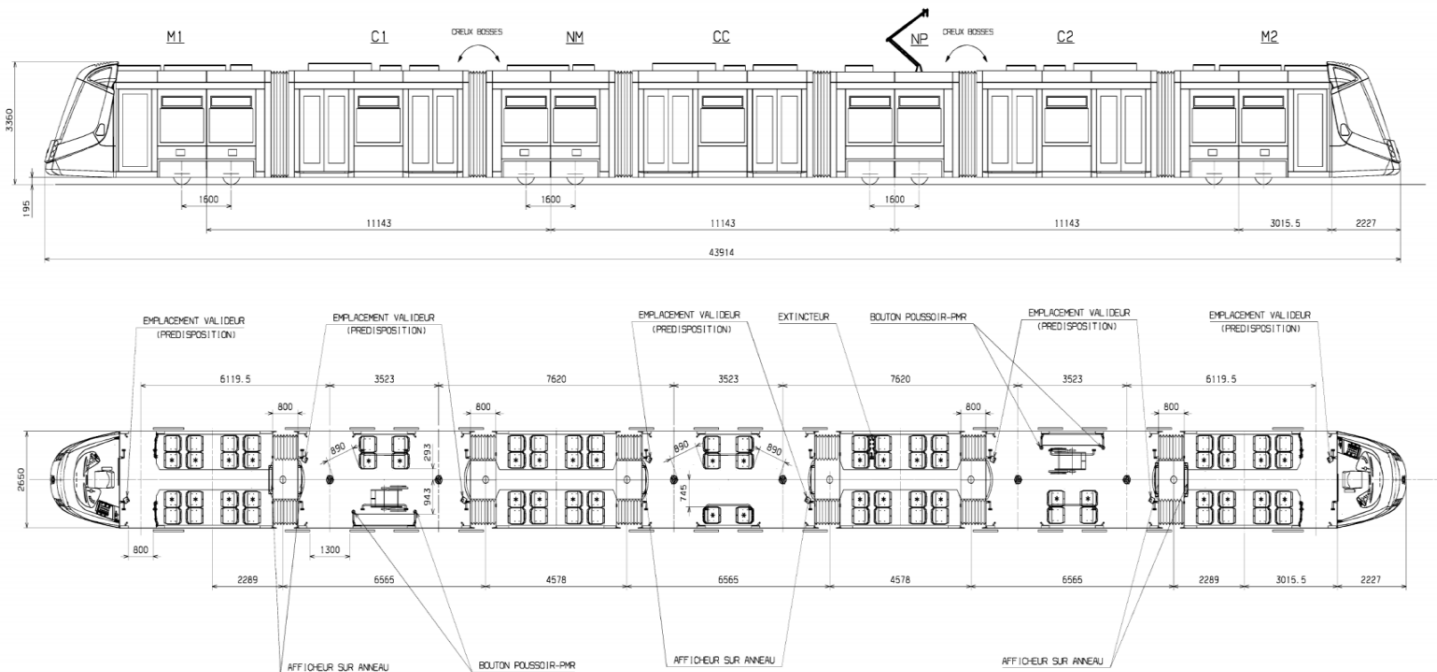 M1 C1 CREUX BOSSES NM CC NP CREUX BOSSES C2 M2
3360
195
1600 1600 1600
11143 11143 11143 3015.5 2227
43914
EMPLACEMENT VALIDEUR
(PREDISPOSITION)
EMPLACEMENT VALIDEUR
(PREDISPOSITION)
EMPLACEMENT VALIDEUR
(PREDISPOSITION)
EXTINCTEUR
BOUTON POUSSOIR-PMR
EMPLACEMENT VALIDEUR
(PREDISPOSITION)
EMPLACEMENT VALIDEUR
(PREDISPOSITION)
6119.5 3523 7620 3523 7620 3523 6119.5
800 800 800 800
2650
890 293 890 890
943 745
800 1300
2289 6565 4578 6565 4578 6565 2289 3015.5 2227
AFFICHEUR SUR ANNEAU
BOUTON POUSSOIR-PMR
AFFICHEUR SUR ANNEAU
AFFICHEUR SUR ANNEAU